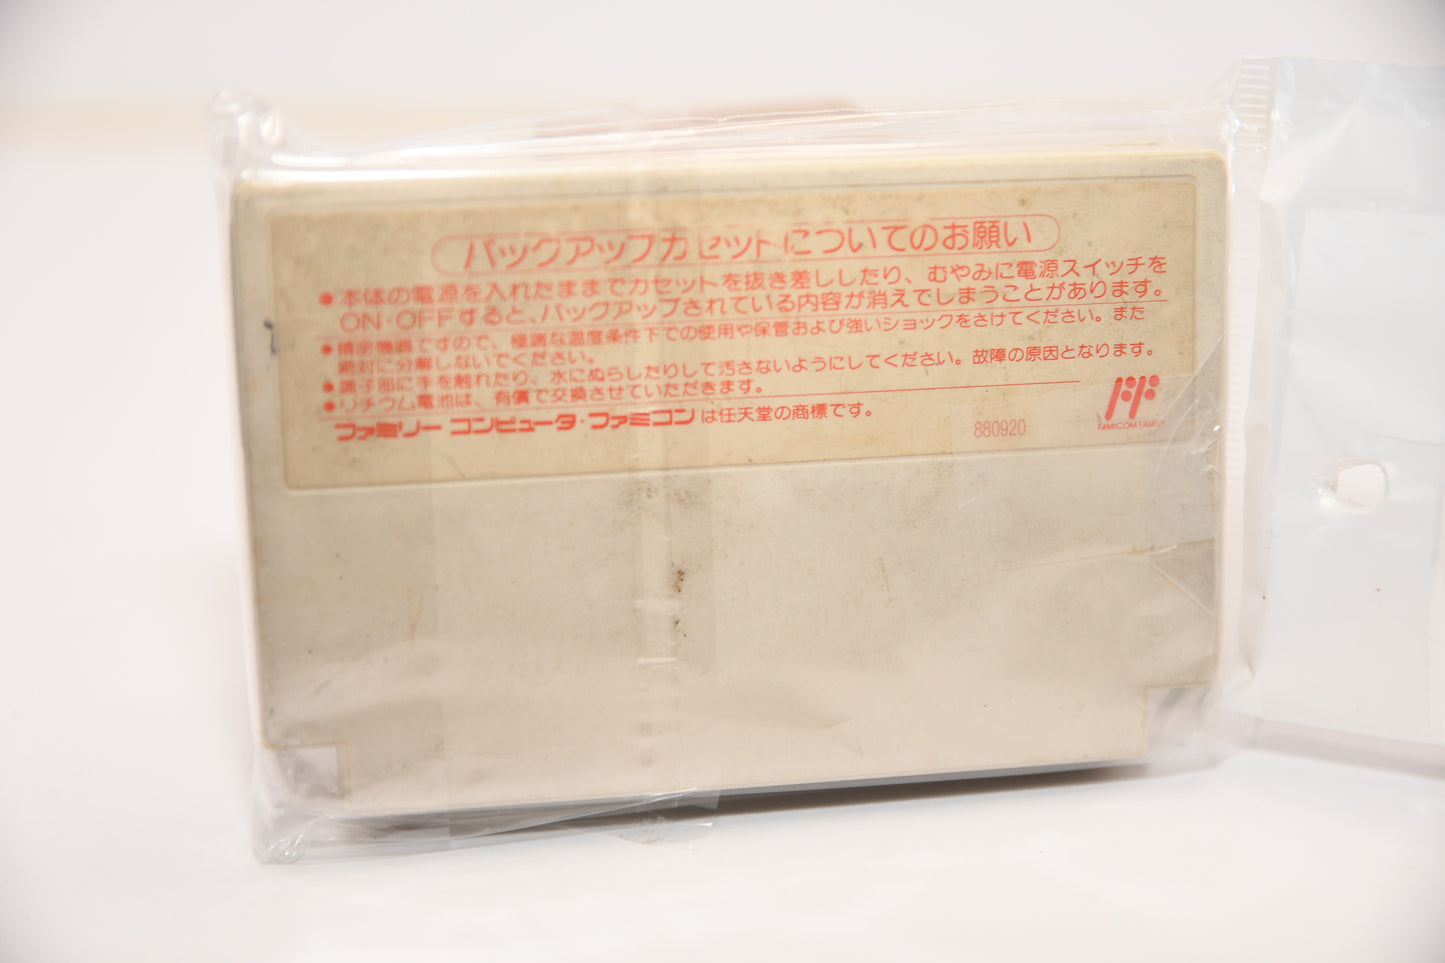 バックアップカセットについてのお願い
●本体の電源を入れたままでカセットを抜き差ししたり、むやみに電源スイッチを
ON・OFFすると、バックアップされている内容が消えてしまうことがあります。
●精密機器ですので、極端な温度条件下での使用や保管および強いショックをさけてください。また
絶対に分解しないでください。
●端子部に手を触れたり、水にぬらしたりして汚さないようにしてください。故障の原因となります。
●リチウム電池は、有償で交換させていただきます。
ファミリーコンピュータ・ファミコンは任天堂の商標です。
880920
FAMICOM FAMILY